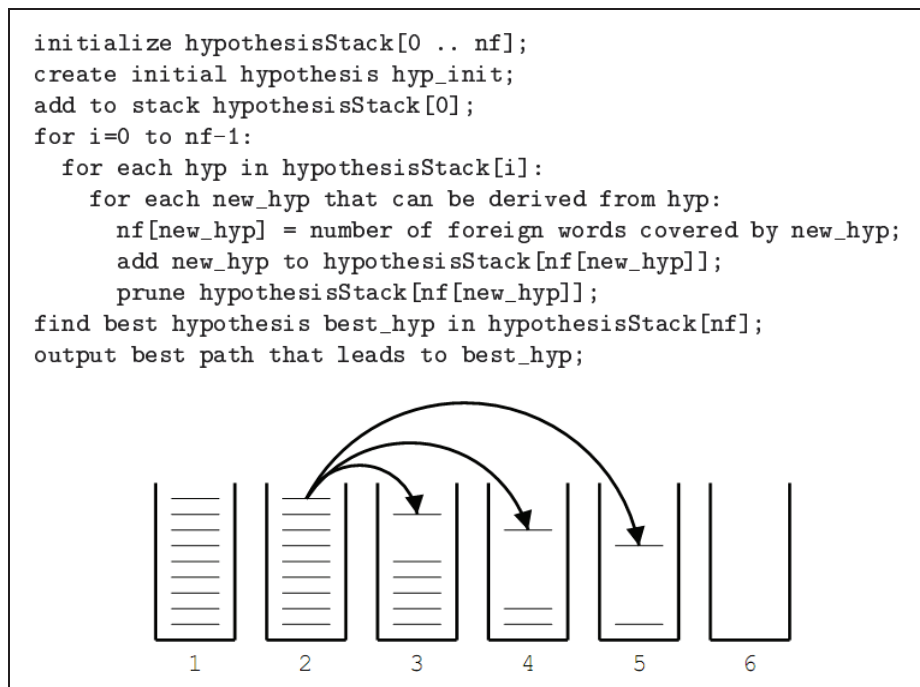 initialize hypothesisStack[0 .. nf];
create initial hypothesis hyp_init;
add to stack hypothesisStack[0];
for i=0 to nf-1:
  for each hyp in hypothesisStack[i]:
    for each new_hyp that can be derived from hyp:
      nf[new_hyp] = number of foreign words covered by new_hyp;
      add new_hyp to hypothesisStack[nf[new_hyp]];
      prune hypothesisStack[nf[new_hyp]];
find best hypothesis best_hyp in hypothesisStack[nf];
output best path that leads to best_hyp;
1 2 3 4 5 6